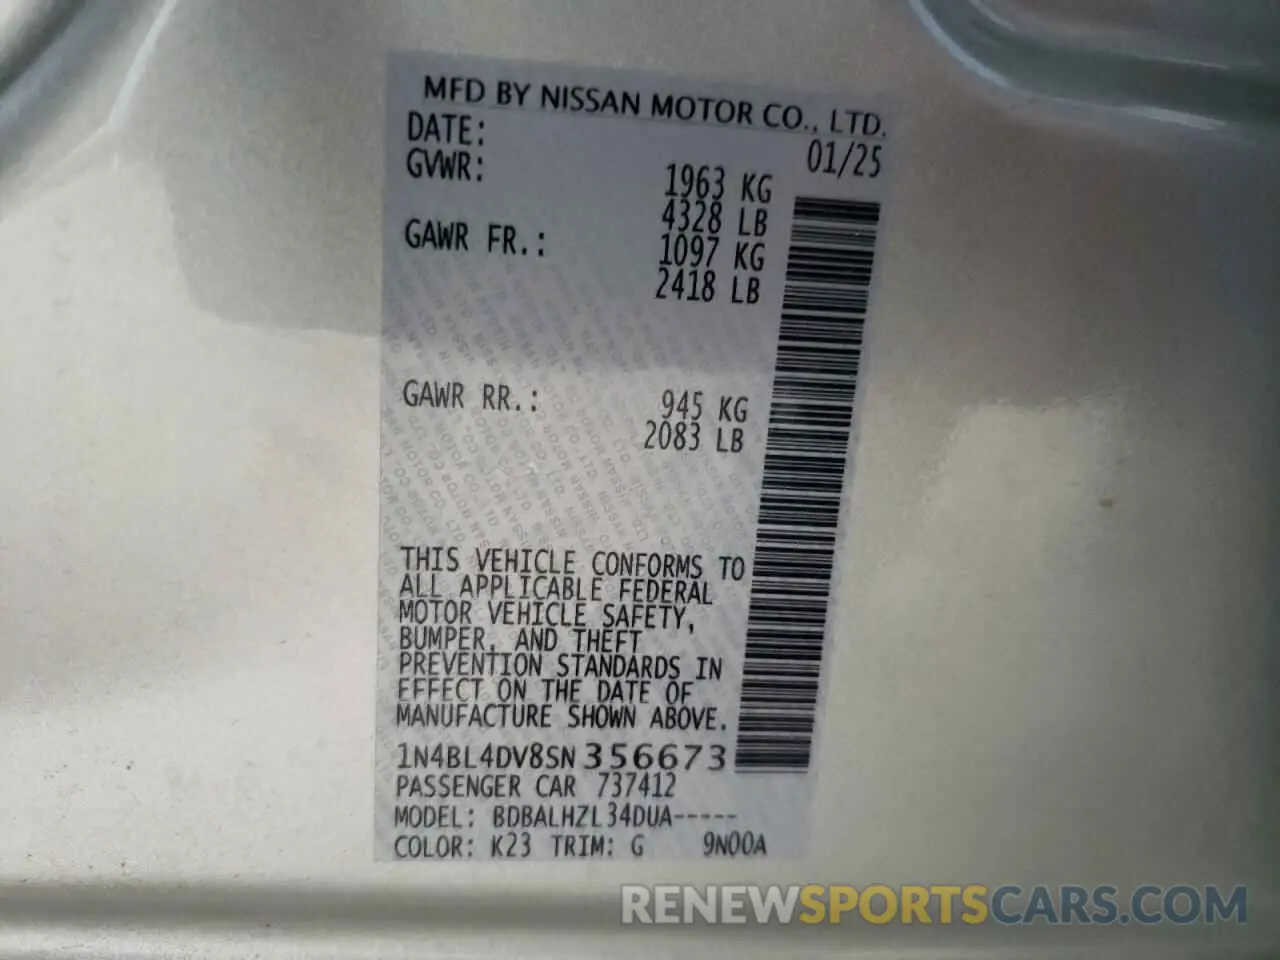 MFD BY NISSAN MOTOR CO., LTD.
DATE: 01/25
GVWR: 1963 KG
4328 LB
GAWR FR.: 1097 KG
2418 LB
GAWR RR.: 945 KG
2083 LB
THIS VEHICLE CONFORMS TO
ALL APPLICABLE FEDERAL
MOTOR VEHICLE SAFETY,
BUMPER, AND THEFT
PREVENTION STANDARDS IN
EFFECT ON THE DATE OF
MANUFACTURE SHOWN ABOVE.
1N4BL4DV8SN356673
PASSENGER CAR 737412
MODEL: BDBALHZL34DUA-----
COLOR: K23 TRIM: G 9N00A
RENEWSPORTSCARS.COM